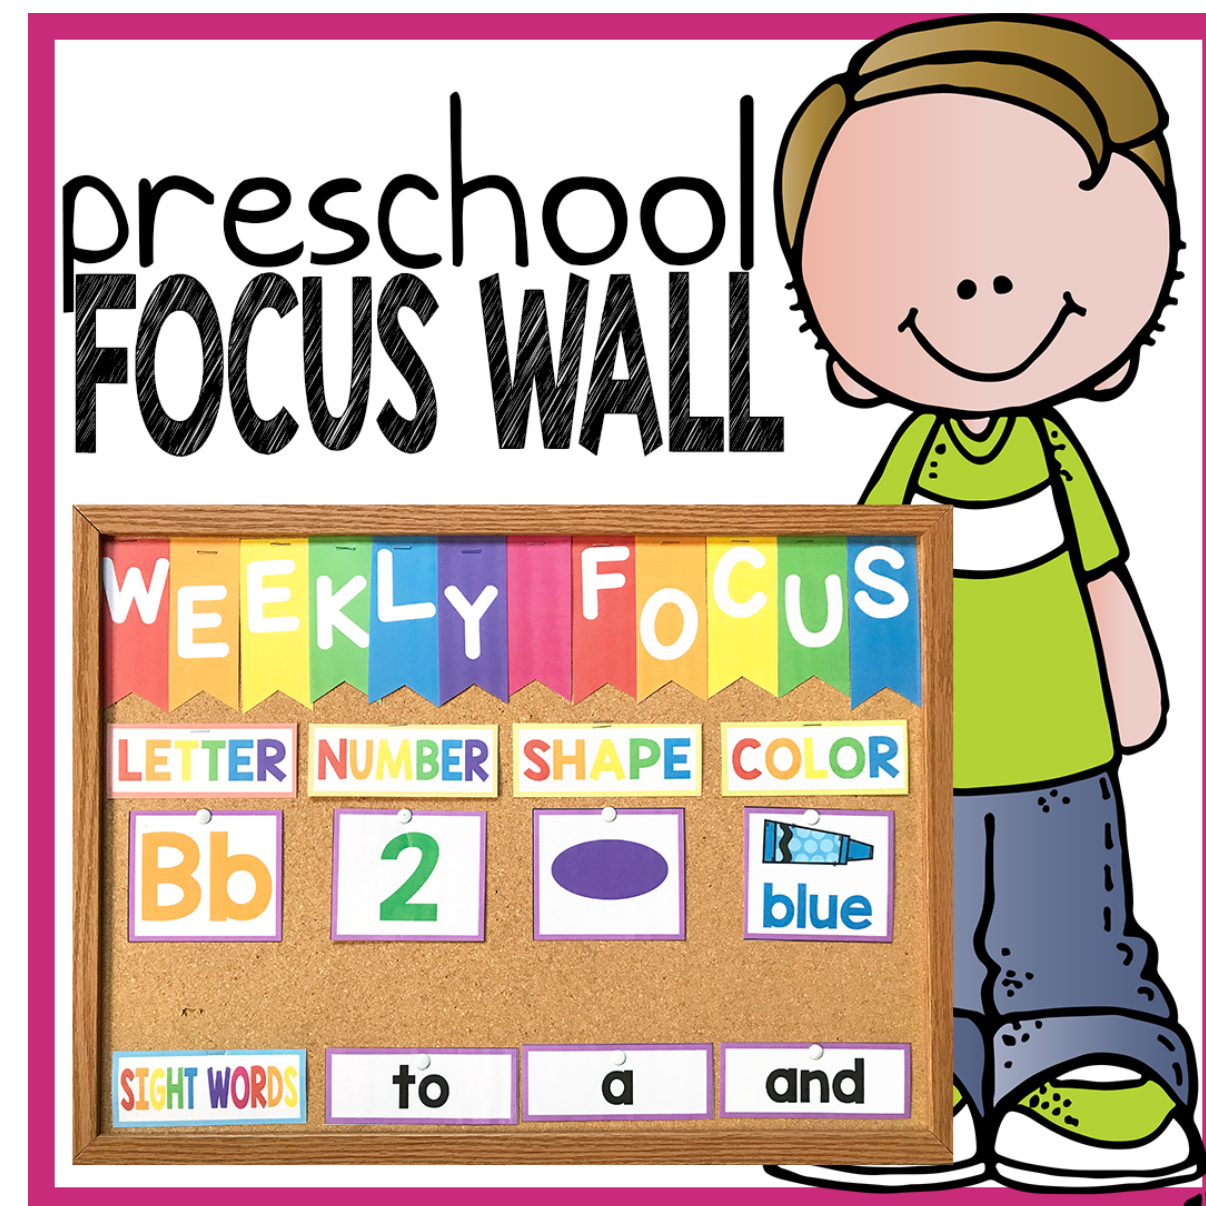 preschool
FOCUS WALL
WEEKLY FOCUS
LETTER NUMBER SHAPE COLOR
Bb 2 blue
SIGHT WORDS to a and